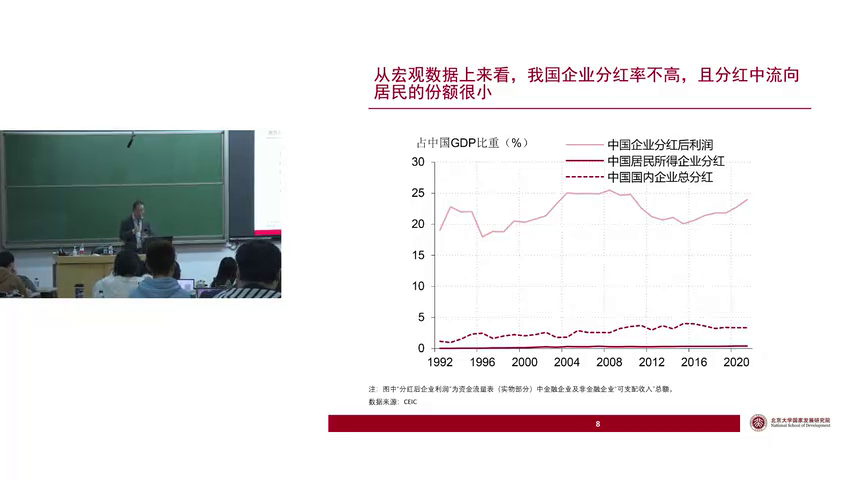 从宏观数据上来看，我国企业分红率不高，且分红中流向
居民的份额很小
占中国GDP比重（%）
中国企业分红后利润
中国居民所得企业分红
中国国内企业总分红
30
25
20
15
10
5
0
1992 1996 2000 2004 2008 2012 2016 2020
注：图中“分红后企业利润”为资金流量表（实物部分）中金融企业及非金融企业“可支配收入”总额。
数据来源：CEIC
8
北京大学国家发展研究院
National School of Development